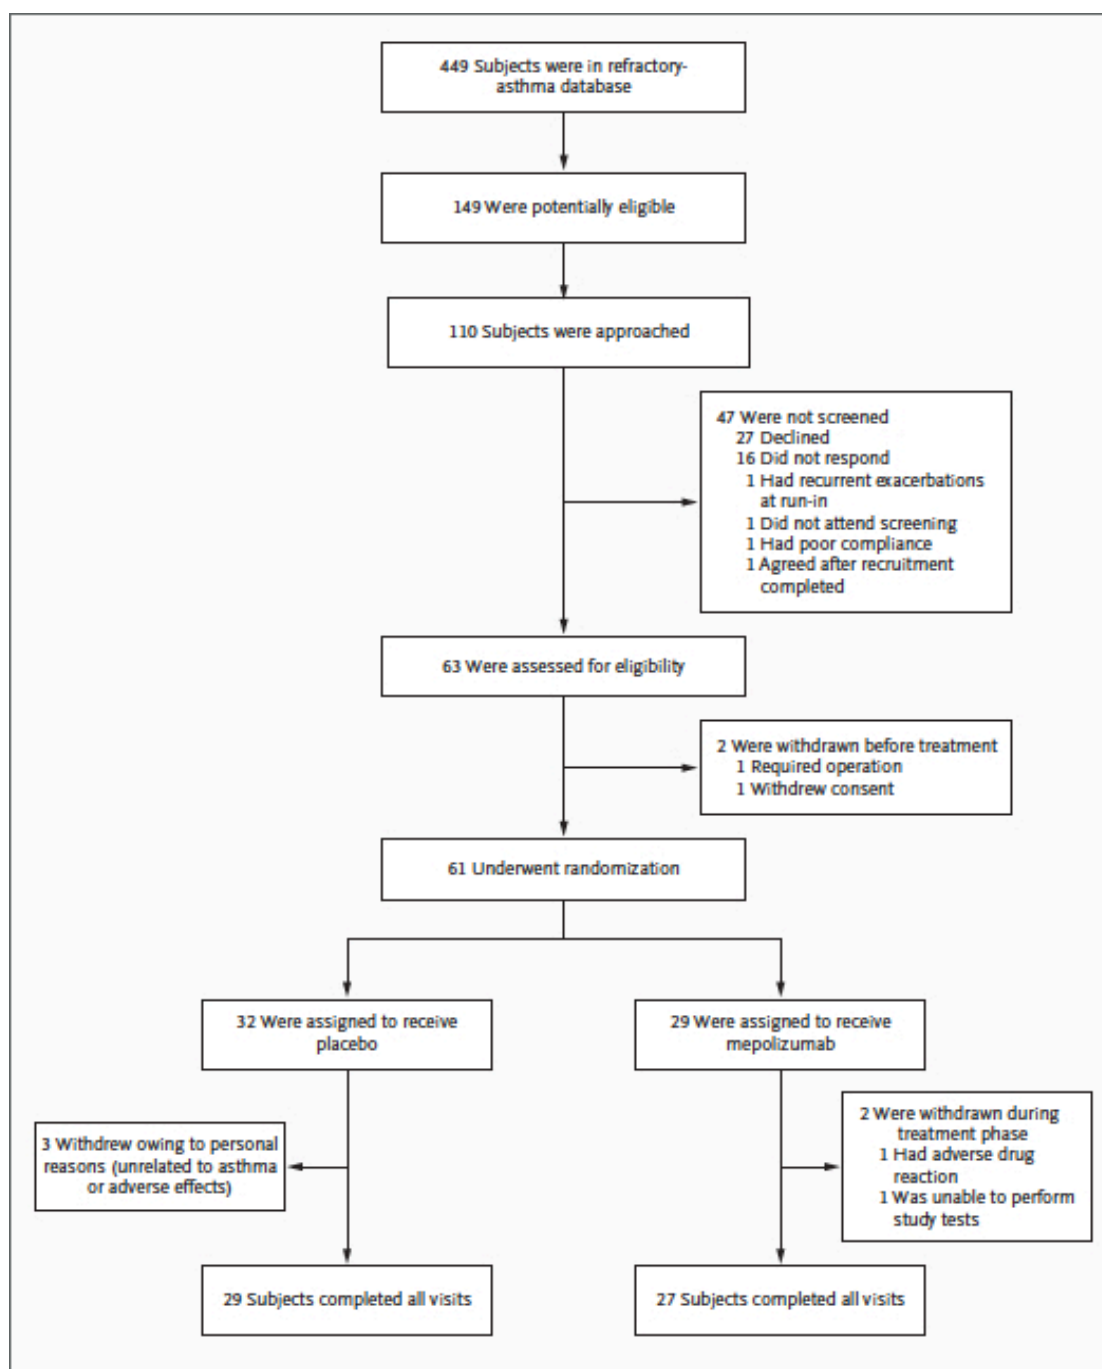 449 Subjects were in refractory-
asthma database
149 Were potentially eligible
110 Subjects were approached
47 Were not screened
27 Declined
16 Did not respond
1 Had recurrent exacerbations
at run-in
1 Did not attend screening
1 Had poor compliance
1 Agreed after recruitment
completed
63 Were assessed for eligibility
2 Were withdrawn before treatment
1 Required operation
1 Withdrew consent
61 Underwent randomization
32 Were assigned to receive
placebo
29 Were assigned to receive
mepolizumab
3 Withdrew owing to personal
reasons (unrelated to asthma
or adverse effects)
2 Were withdrawn during
treatment phase
1 Had adverse drug
reaction
1 Was unable to perform
study tests
29 Subjects completed all visits
27 Subjects completed all visits